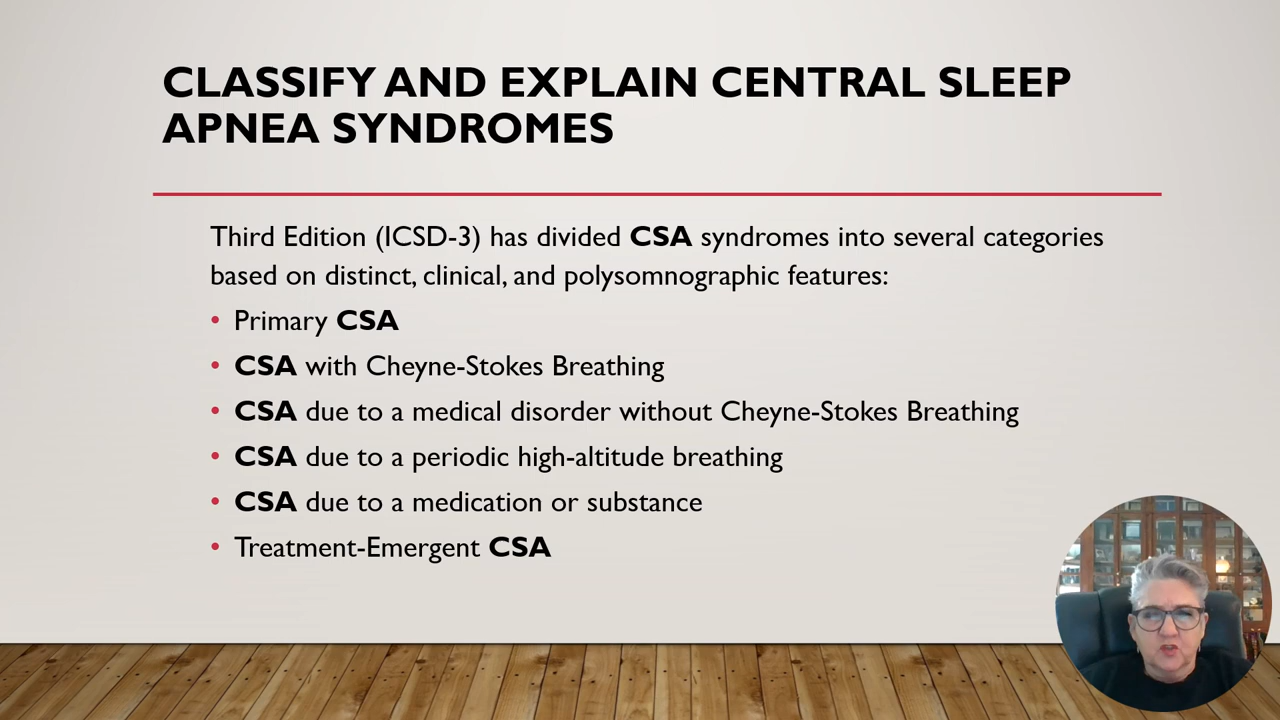 CLASSIFY AND EXPLAIN CENTRAL SLEEP
APNEA SYNDROMES
Third Edition (ICSD-3) has divided CSA syndromes into several categories
based on distinct, clinical, and polysomnographic features:
• Primary CSA
• CSA with Cheyne-Stokes Breathing
• CSA due to a medical disorder without Cheyne-Stokes Breathing
• CSA due to a periodic high-altitude breathing
• CSA due to a medication or substance
• Treatment-Emergent CSA